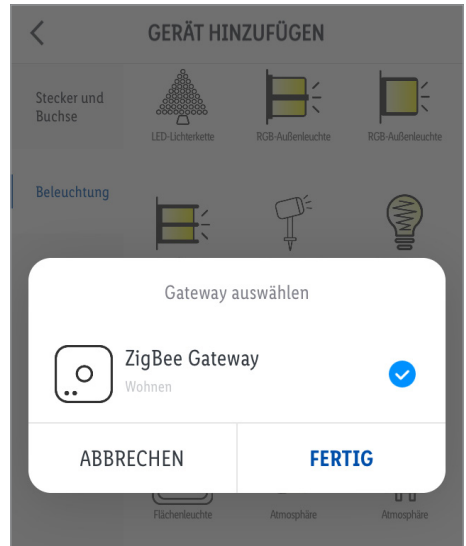 GERÄT HINZUFÜGEN
Stecker und
Buchse
LED-Lichterkette
RGB-Außenleuchte
RGB-Außenleuchte
Beleuchtung
Gateway auswählen
ZigBee Gateway
Wohnen
ABBRECHEN
FERTIG
Flächenleuchte
Atmosphäre
Atmosphäre